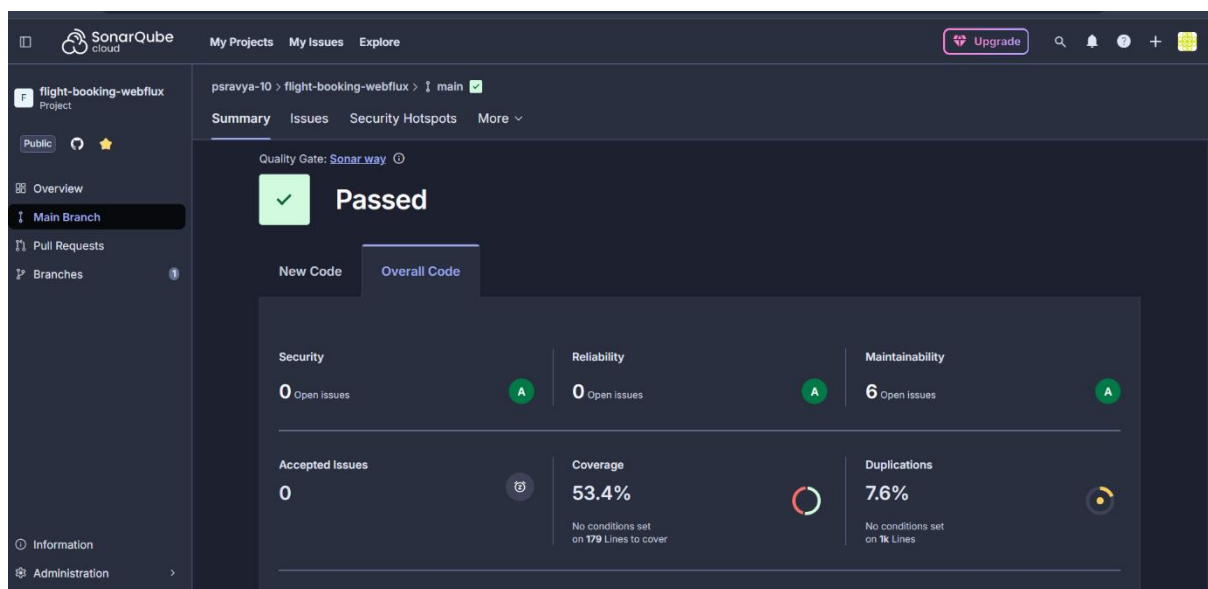 SonarQube cloud
My Projects My Issues Explore
Upgrade
F flight-booking-webflux
Project
Public
Overview
Main Branch
Pull Requests
Branches 1
Information
Administration
psravya-10 > flight-booking-webflux > main
Summary Issues Security Hotspots More
Quality Gate: Sonar way
Passed
New Code Overall Code
Security
0 Open issues A
Reliability
0 Open issues A
Maintainability
6 Open issues A
Accepted Issues
0
Coverage
53.4%
No conditions set
on 179 Lines to cover
Duplications
7.6%
No conditions set
on 1k Lines